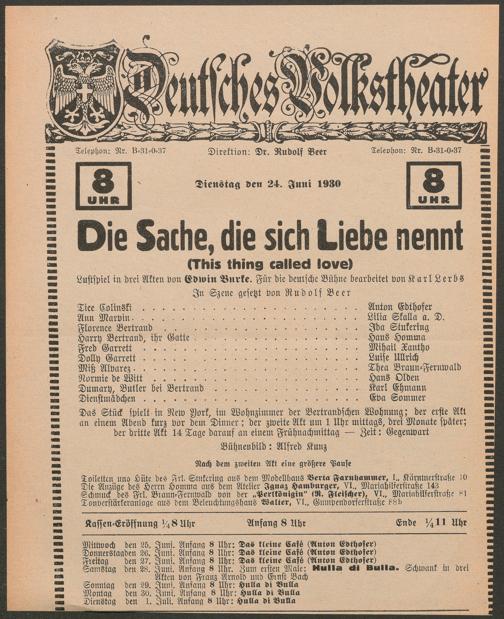 Deutsches Volkstheater
Telephon: Nr. B-31-0-37 Direktion: Dr. Rudolf Beer Telephon: Nr. B-31-0-37
8 UHR Dienstag den 24. Juni 1930 8 UHR
Die Sache, die sich Liebe nennt
(This thing called love)
Lustspiel in drei Akten von Edwin Burke. Für die deutsche Bühne bearbeitet von Karl Lerbs
In Szene gesetzt von Rudolf Beer
Tice Colinski . . . Anton Edthofer
Ann Marvin . . . Lilia Skalla a. D.
Florence Bertrand . . . Ida Stukering
Harry Bertrand, ihr Gatte . . . Hans Homma
Fred Garrett . . . Mihail Xantho
Dolly Garrett . . . Luise Ullrich
Miß Alvarez . . . Thea Braun-Fernwald
Normie de Witt . . . Hans Olden
Dumary, Butler bei Bertrand . . . Karl Ehmann
Dienstmädchen . . . Eva Sommer
Das Stück spielt in New York, im Wohnzimmer der Bertrandschen Wohnung; der erste Akt
an einem Abend kurz vor dem Dinner; der zweite Akt um 1 Uhr mittags, drei Monate später;
der dritte Akt 14 Tage darauf an einem Frühnachmittag — Zeit: Gegenwart
Bühnenbild: Alfred Kunz
Nach dem zweiten Akt eine größere Pause
Toiletten und Hüte des Frl. Stukering aus dem Modellhaus Berta Farnhammer, I., Kärntnerstraße 10
Die Anzüge des Herrn Homma aus dem Atelier Ignaz Hamburger, VI., Mariahilferstraße 143
Schmuck des Frl. Braun-Fernwald von der "Perlkönigin" (R. Fleischer), VI., Mariahilferstraße 81
Tonverstärkeranlage aus dem Beleuchtungshaus Walter, VI., Gumpendorferstraße 88b
Kassen-Eröffnung ½8 Uhr Anfang 8 Uhr Ende ¼11 Uhr
Mittwoch den 25. Juni. Anfang 8 Uhr: Das kleine Café (Anton Edthofer)
Donnerstag den 26. Juni. Anfang 8 Uhr: Das kleine Café (Anton Edthofer)
Freitag den 27. Juni. Anfang 8 Uhr: Das kleine Café (Anton Edthofer)
Samstag den 28. Juni. Anfang 8 Uhr: Zum ersten Male: Hulla di Bulla. Schwank in drei
Akten von Franz Arnold und Ernst Bach
Sonntag den 29. Juni. Anfang 8 Uhr: Hulla di Bulla
Montag den 30. Juni. Anfang 8 Uhr: Hulla di Bulla
Dienstag den 1. Juli. Anfang 8 Uhr: Hulla di Bulla